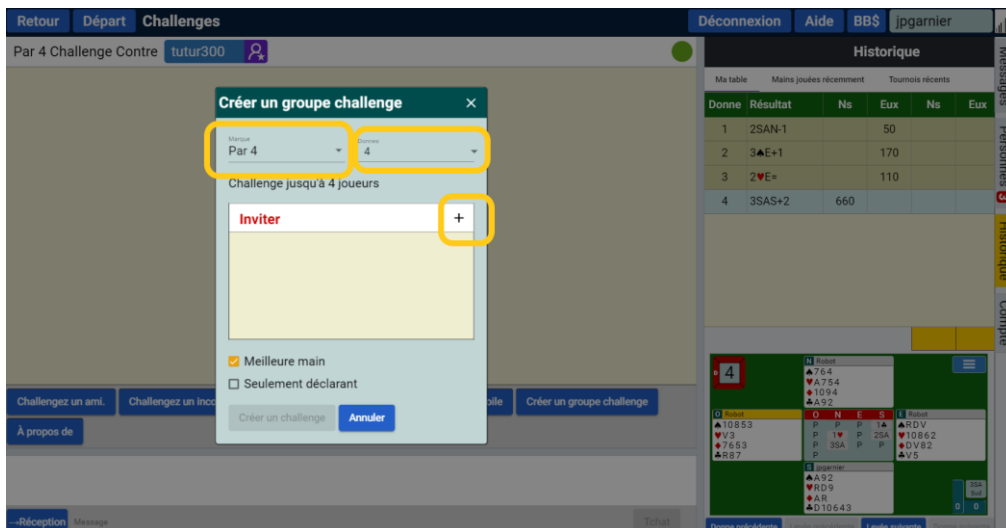 Retour Départ Challenges Déconnexion Aide BB$ jpgarnier
Par 4 Challenge Contre tutur300
Créer un groupe challenge ×
Marque
Par 4
Donnes
4
Challenge jusqu'à 4 joueurs
Inviter +
Meilleure main
Seulement déclarant
Créer un challenge Annuler
Challengez un ami. Challengez un inco
bile Créer un groupe challenge
À propos de
→Réception Message Tchat
Historique
Ma table Mains jouées récemment Tournois récents
Donne Résultat Ns Eux Ns Eux
1 2SAN-1 50
2 3♠E+1 170
3 2♥E= 110
4 3SAS+2 660
Messages
Personnes
3
Historique
Compte
4
N Robot
♠A764
♥A754
♦1094
♣A92
O Robot
♠10853
♥V3
♦7653
♣R87
O N E S
P P P 1♣
P 1♥ P 2SA
P 3SA P P
P
E Robot
♠RDV
♥10862
♦DV82
♣V5
S jpgarnier
♠A92
♥RD9
♦AR
♣D10643
3SA
Sud
0 0
Donne précédente Levée suivante